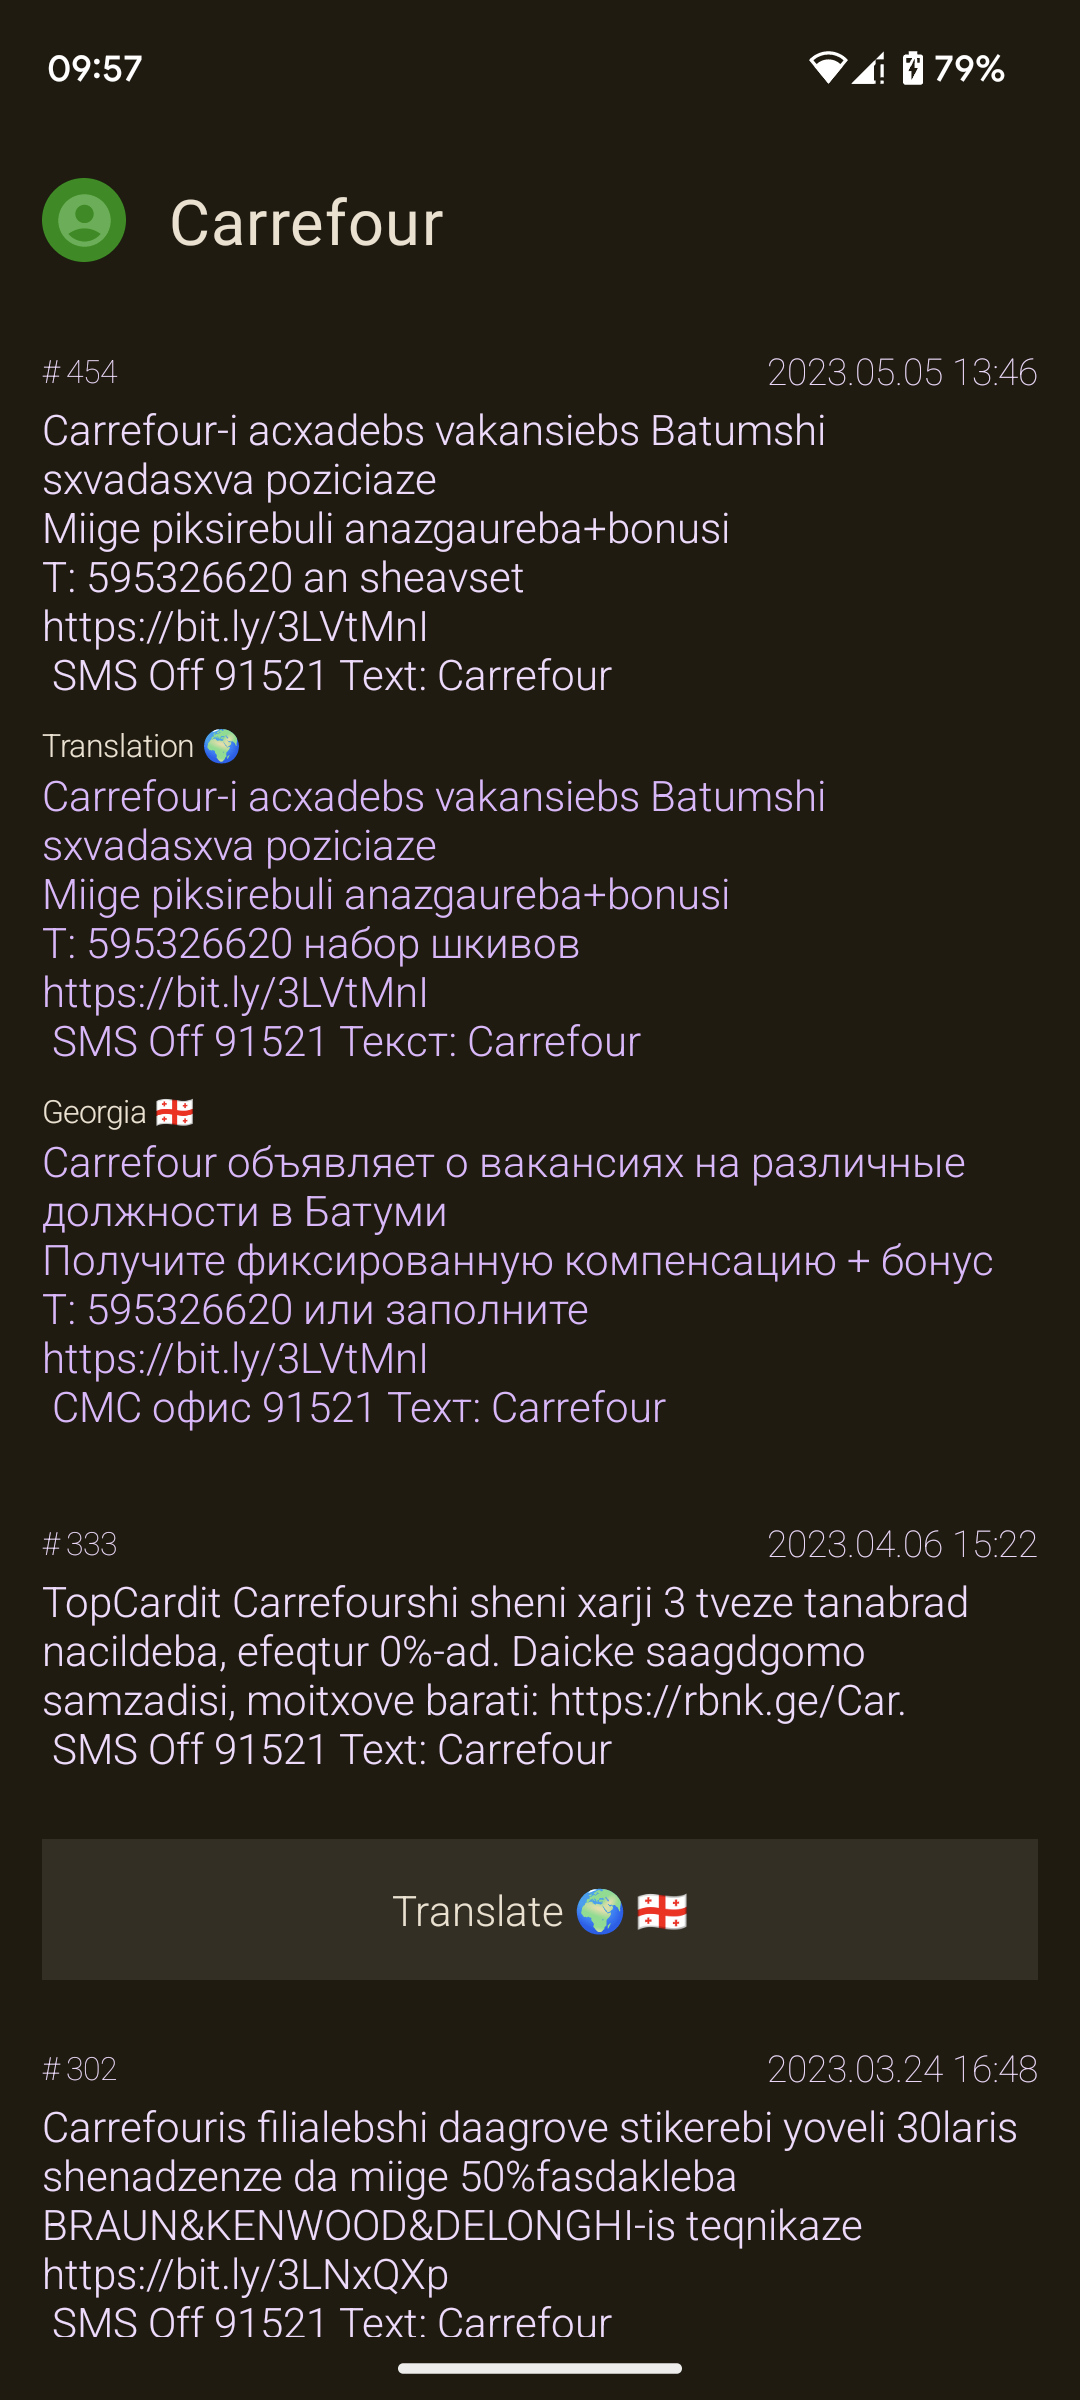 09:57
79%
Carrefour
# 454
2023.05.05 13:46
Carrefour-i acxadebs vakansiebs Batumshi
sxvadasxva poziciaze
Miige piksirebuli anazgaureba+bonusi
T: 595326620 an sheavset
https://bit.ly/3LVtMnI
SMS Off 91521 Text: Carrefour
Translation 🌍
Carrefour-i acxadebs vakansiebs Batumshi
sxvadasxva poziciaze
Miige piksirebuli anazgaureba+bonusi
T: 595326620 набор шкивов
https://bit.ly/3LVtMnI
SMS Off 91521 Текст: Carrefour
Georgia 🇬🇪
Carrefour объявляет о вакансиях на различные
должности в Батуми
Получите фиксированную компенсацию + бонус
Т: 595326620 или заполните
https://bit.ly/3LVtMnI
СМС офис 91521 Техт: Carrefour
# 333
2023.04.06 15:22
TopCardit Carrefourshi sheni xarji 3 tveze tanabrad
nacildeba, efeqtur 0%-ad. Daicke saagdgomo
samzadisi, moitxove barati: https://rbnk.ge/Car.
SMS Off 91521 Text: Carrefour
Translate 🌍 🇬🇪
# 302
2023.03.24 16:48
Carrefouris filialebshi daagrove stikerebi yoveli 30laris
shenadzenze da miige 50%fasdakleba
BRAUN&KENWOOD&DELONGHI-is teqnikaze
https://bit.ly/3LNxQXp
SMS Off 91521 Text: Carrefour